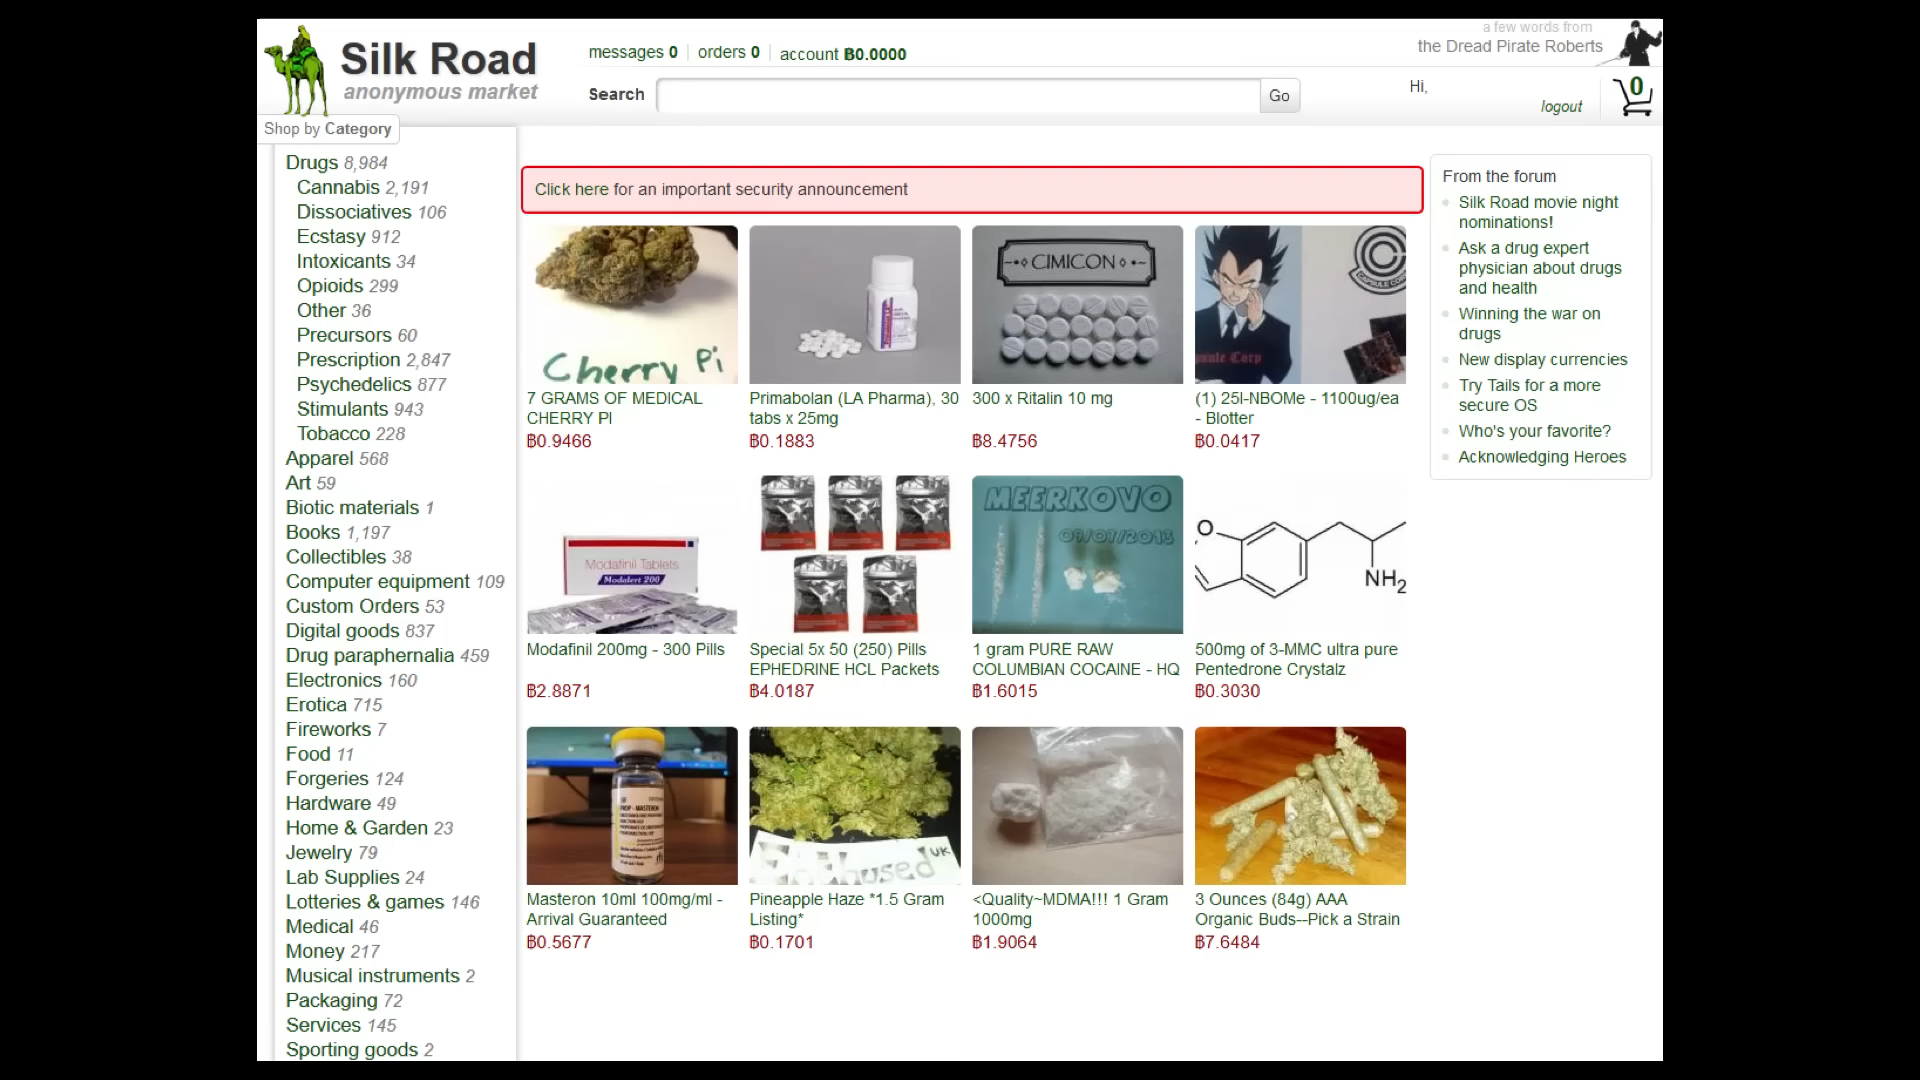 Silk Road
anonymous market
messages 0
orders 0
account ฿0.0000
a few words from
the Dread Pirate Roberts
Search
Go
Hi,
logout
0
Shop by Category
Drugs 8,984
Cannabis 2,191
Dissociatives 106
Ecstasy 912
Intoxicants 34
Opioids 299
Other 36
Precursors 60
Prescription 2,847
Psychedelics 877
Stimulants 943
Tobacco 228
Apparel 568
Art 59
Biotic materials 1
Books 1,197
Collectibles 38
Computer equipment 109
Custom Orders 53
Digital goods 837
Drug paraphernalia 459
Electronics 160
Erotica 715
Fireworks 7
Food 11
Forgeries 124
Hardware 49
Home & Garden 23
Jewelry 79
Lab Supplies 24
Lotteries & games 146
Medical 46
Money 217
Musical instruments 2
Packaging 72
Services 145
Sporting goods 2
Click here for an important security announcement
Cherry Pi
7 GRAMS OF MEDICAL
CHERRY PI
฿0.9466
Primabolan (LA Pharma), 30
tabs x 25mg
฿0.1883
CIMICON
300 x Ritalin 10 mg
฿8.4756
CAPSULE
Corp
(1) 25I-NBOMe - 1100ug/ea
- Blotter
฿0.0417
Modafinil Tablets
Modalert 200
Modafinil 200mg - 300 Pills
฿2.8871
Special 5x 50 (250) Pills
EPHEDRINE HCL Packets
฿4.0187
MEERKOVO
09/07/2013
1 gram PURE RAW
COLUMBIAN COCAINE - HQ
฿1.6015
O
NH2
500mg of 3-MMC ultra pure
Pentedrone Crystalz
฿0.3030
PROP - MASTERON
Masteron 10ml 100mg/ml -
Arrival Guaranteed
฿0.5677
UK
Pineapple Haze *1.5 Gram
Listing*
฿0.1701
<Quality~MDMA!!! 1 Gram
1000mg
฿1.9064
3 Ounces (84g) AAA
Organic Buds--Pick a Strain
฿7.6484
From the forum
Silk Road movie night
nominations!
Ask a drug expert
physician about drugs
and health
Winning the war on
drugs
New display currencies
Try Tails for a more
secure OS
Who's your favorite?
Acknowledging Heroes